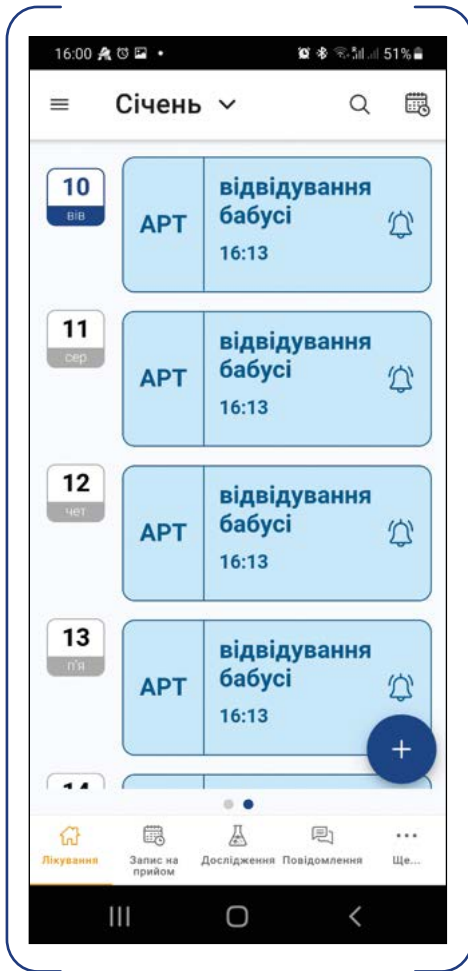 16:00 51%
Січень
10
вів
АРТ
відвідування
бабусі
16:13
11
сер
АРТ
відвідування
бабусі
16:13
12
чет
АРТ
відвідування
бабусі
16:13
13
п'я
АРТ
відвідування
бабусі
16:13
+
Лікування
Запис на
прийом
Дослідження
Повідомлення
Ще...